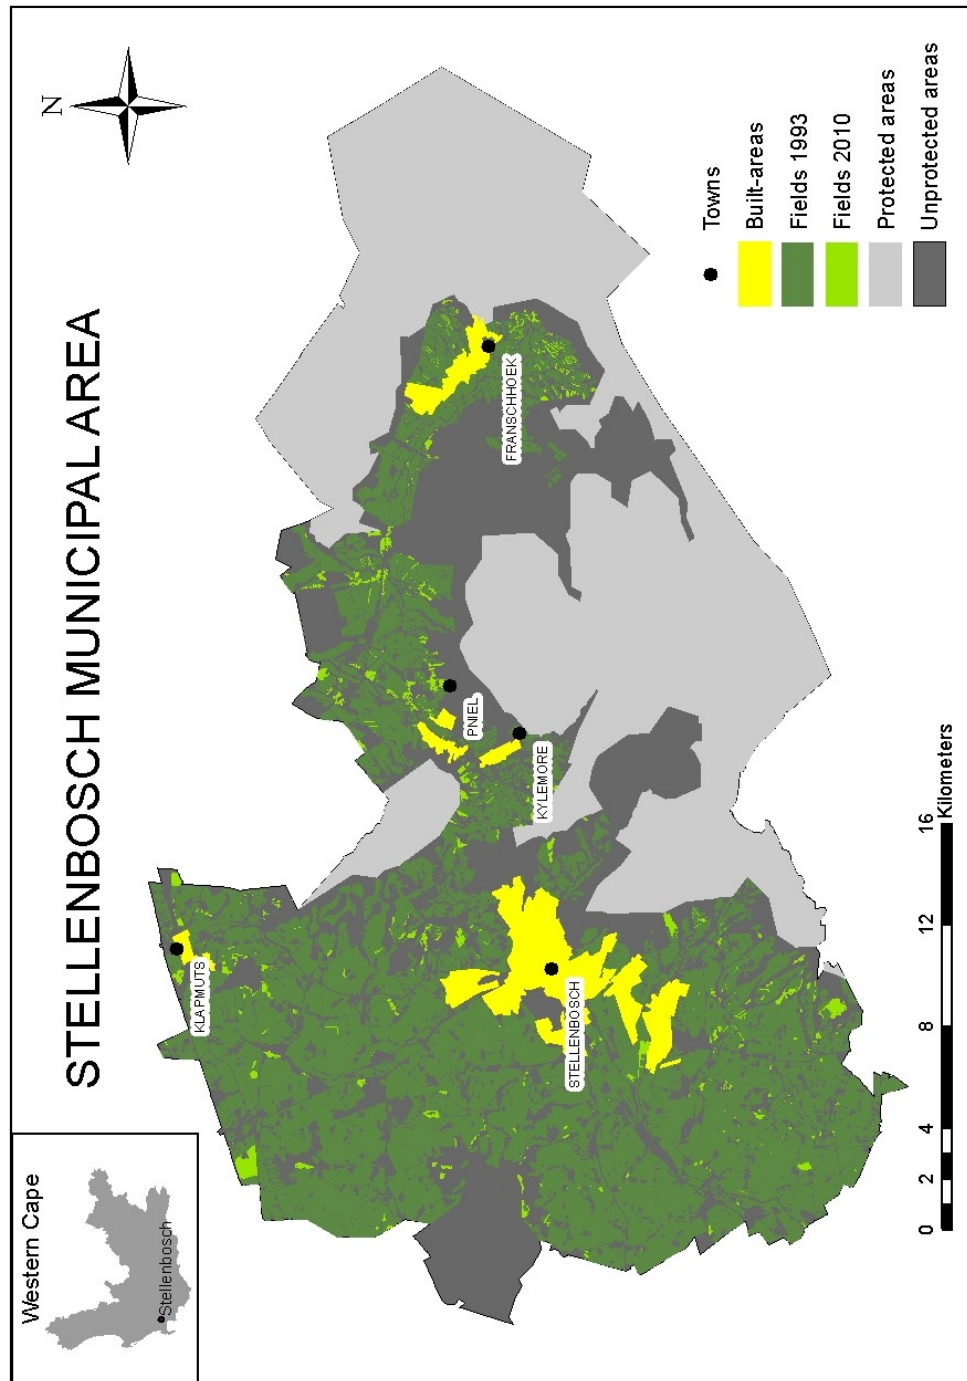 STELLENBOSCH MUNICIPAL AREA
Western Cape
Stellenbosch
N
KLAPMUTS
STELLENBOSCH
KYLEMORE
PNIEL
FRANSCHHOEK
0 2 4 8 12 16
Kilometers
Towns
Built-areas
Fields 1993
Fields 2010
Protected areas
Unprotected areas